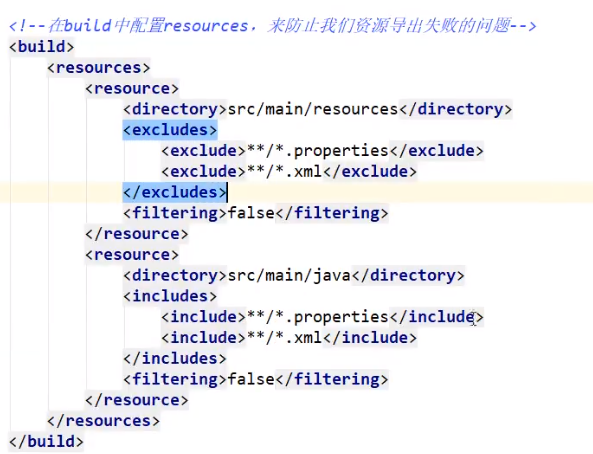 <!--在build中配置resources，来防止我们资源导出失败的问题-->
<build>
<resources>
<resource>
<directory>src/main/resources</directory>
<excludes>
<exclude>**/*.properties</exclude>
<exclude>**/*.xml</exclude>
</excludes>
<filtering>false</filtering>
</resource>
<resource>
<directory>src/main/java</directory>
<includes>
<include>**/*.properties</include>
<include>**/*.xml</include>
</includes>
<filtering>false</filtering>
</resource>
</resources>
</build>